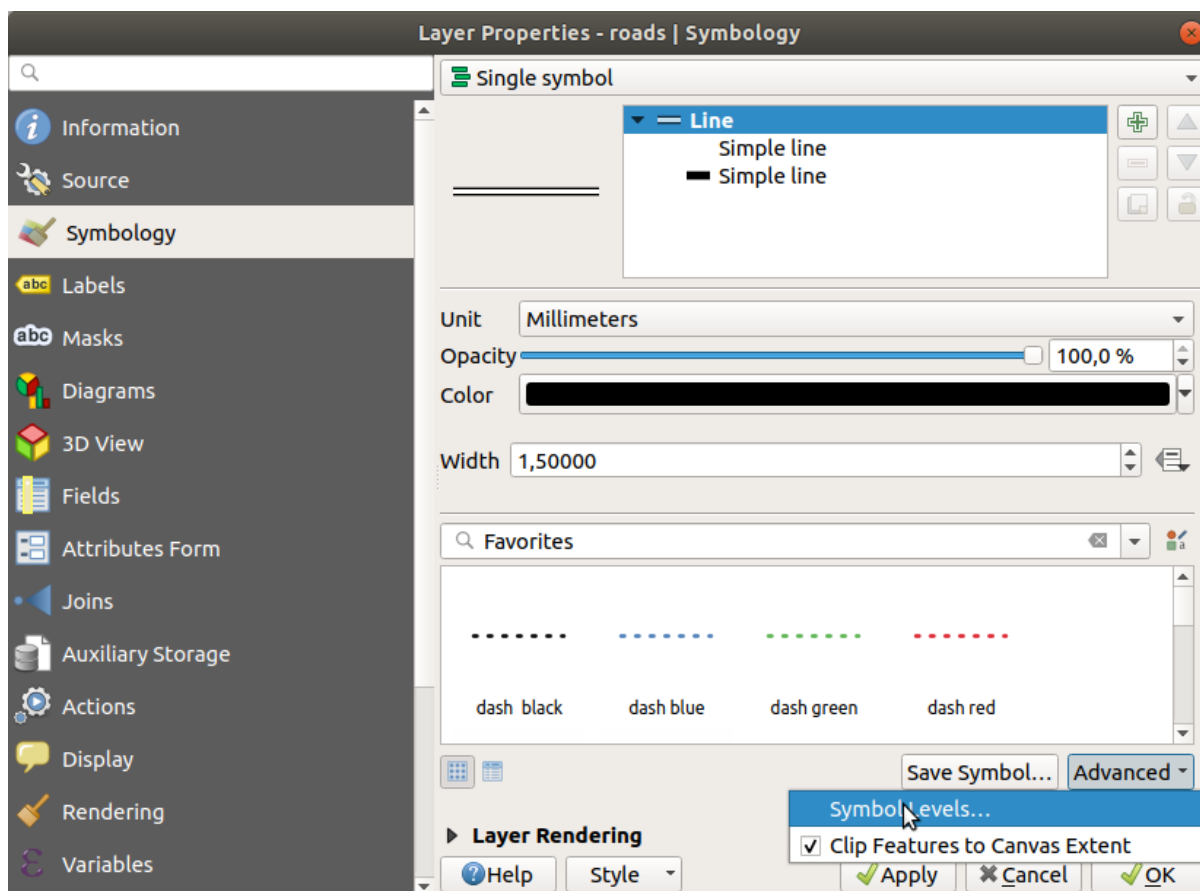 Layer Properties - roads | Symbology
Single symbol
Information
Source
Symbology
abc Labels
abc Masks
Diagrams
3D View
Fields
Attributes Form
Joins
Auxiliary Storage
Actions
Display
Rendering
Variables
Line
Simple line
Simple line
Unit Millimeters
Opacity 100,0 %
Color
Width 1,50000
Favorites
dash black dash blue dash green dash red
Save Symbol... Advanced
Symbol Levels...
Clip Features to Canvas Extent
Layer Rendering
Help Style Apply Cancel OK